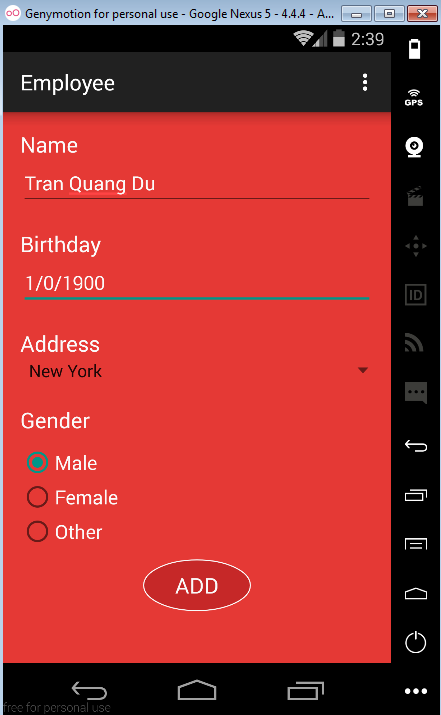 Genymotion for personal use - Google Nexus 5 - 4.4.4 - A...
2:39
Employee
GPS
Name
Tran Quang Du
Birthday
1/0/1900
ID
Address
New York
Gender
Male
Female
Other
ADD
free for personal use